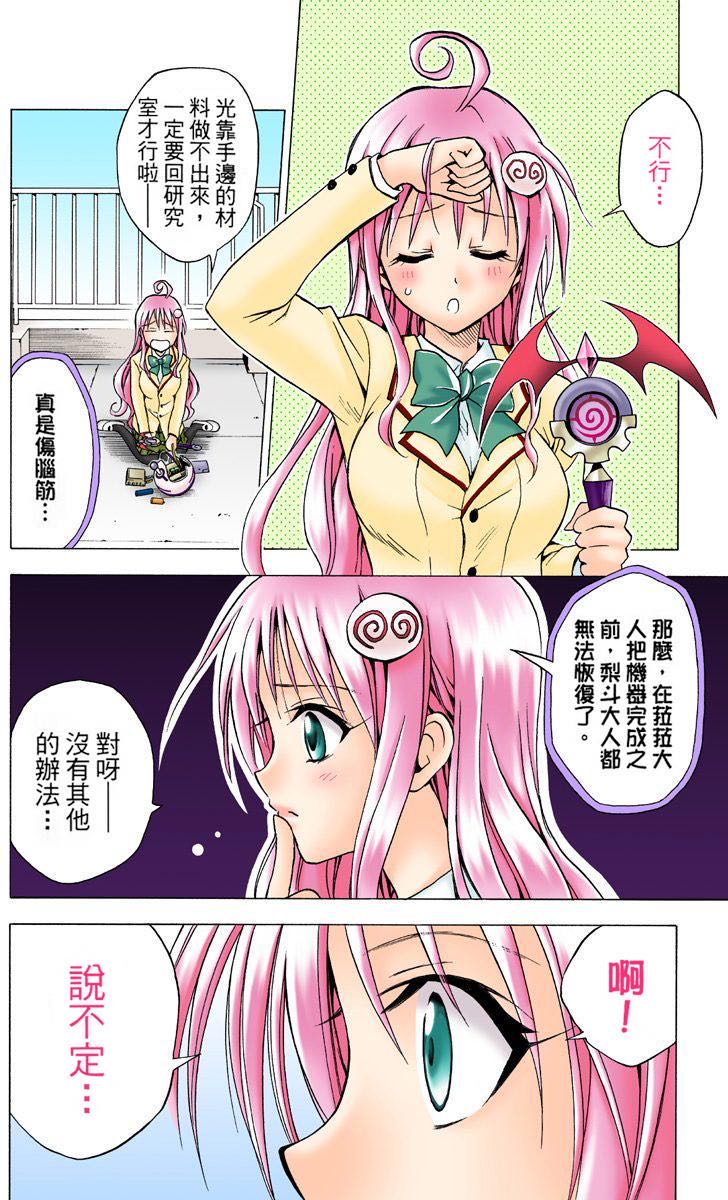 不行⋯
光靠手邊的材
料做不出來，
一定要回研究
室才行啦——
真是傷腦筋⋯
那麼，在菈菈大
人把機器完成之
前，梨斗大人都
無法恢復了。
對呀——
沒有其他
的辦法⋯
啊！
說不定⋯